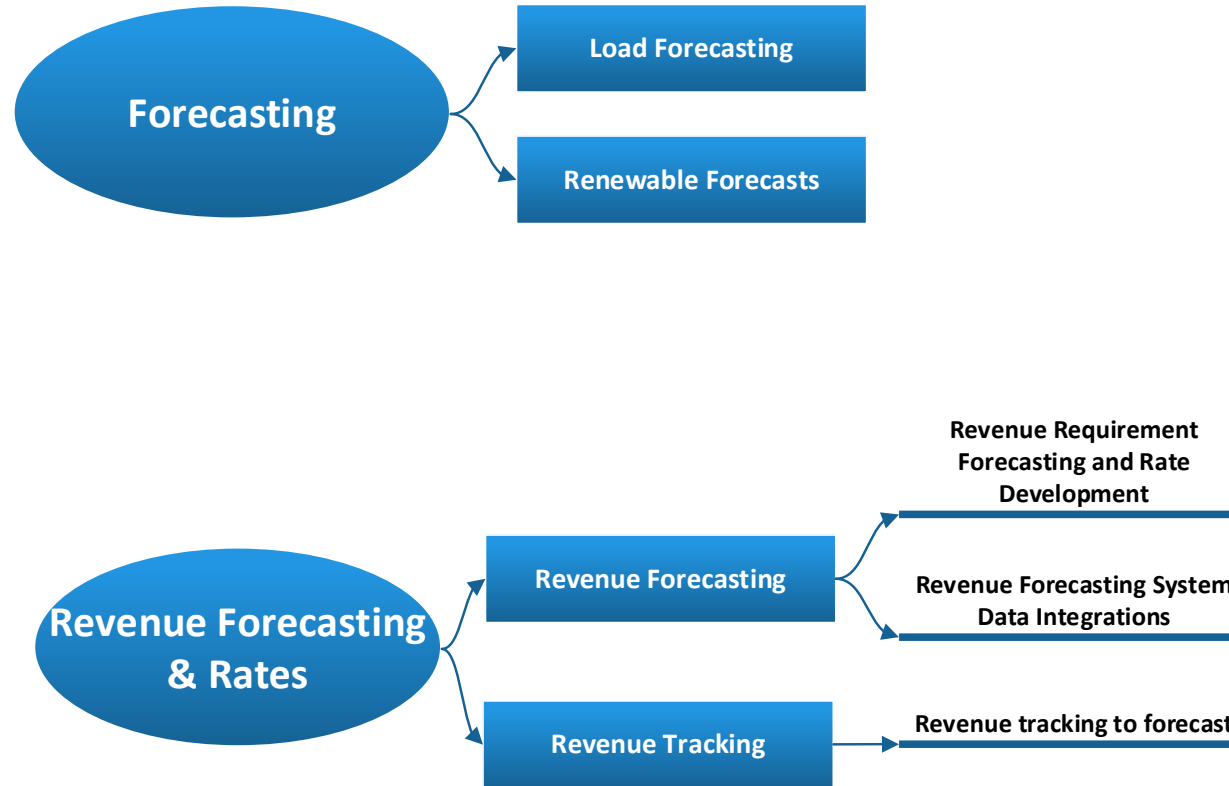 Load Forecasting
Forecasting
Renewable Forecasts
Revenue Requirement
Forecasting and Rate
Development
Revenue Forecasting
Revenue Forecasting System
Data Integrations
Revenue Forecasting
& Rates
Revenue tracking to forecast
Revenue Tracking